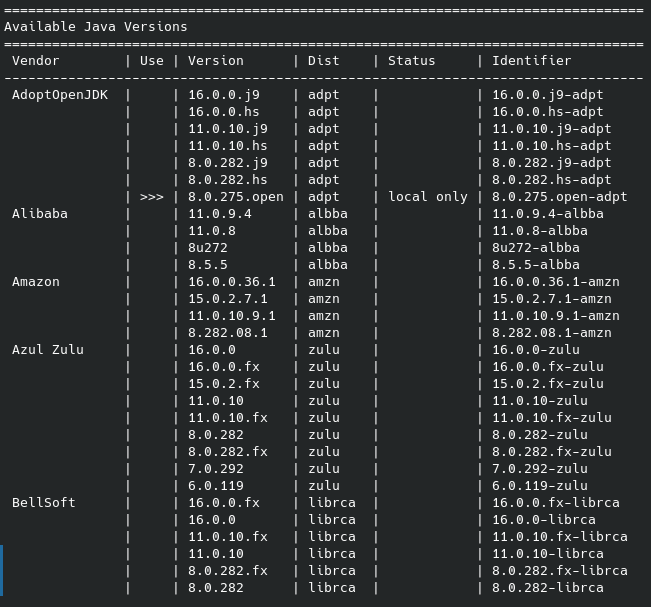 ================================================================================
Available Java Versions
================================================================================
 Vendor        | Use | Version      | Dist    | Status     | Identifier
--------------------------------------------------------------------------------
 AdoptOpenJDK  |     | 16.0.0.j9    | adpt    |            | 16.0.0.j9-adpt
               |     | 16.0.0.hs    | adpt    |            | 16.0.0.hs-adpt
               |     | 11.0.10.j9   | adpt    |            | 11.0.10.j9-adpt
               |     | 11.0.10.hs   | adpt    |            | 11.0.10.hs-adpt
               |     | 8.0.282.j9   | adpt    |            | 8.0.282.j9-adpt
               |     | 8.0.282.hs   | adpt    |            | 8.0.282.hs-adpt
               | >>> | 8.0.275.open | adpt    | local only | 8.0.275.open-adpt
 Alibaba       |     | 11.0.9.4     | albba   |            | 11.0.9.4-albba
               |     | 11.0.8       | albba   |            | 11.0.8-albba
               |     | 8u272        | albba   |            | 8u272-albba
               |     | 8.5.5        | albba   |            | 8.5.5-albba
 Amazon        |     | 16.0.0.36.1  | amzn    |            | 16.0.0.36.1-amzn
               |     | 15.0.2.7.1   | amzn    |            | 15.0.2.7.1-amzn
               |     | 11.0.10.9.1  | amzn    |            | 11.0.10.9.1-amzn
               |     | 8.282.08.1   | amzn    |            | 8.282.08.1-amzn
 Azul Zulu     |     | 16.0.0       | zulu    |            | 16.0.0-zulu
               |     | 16.0.0.fx    | zulu    |            | 16.0.0.fx-zulu
               |     | 15.0.2.fx    | zulu    |            | 15.0.2.fx-zulu
               |     | 11.0.10      | zulu    |            | 11.0.10-zulu
               |     | 11.0.10.fx   | zulu    |            | 11.0.10.fx-zulu
               |     | 8.0.282      | zulu    |            | 8.0.282-zulu
               |     | 8.0.282.fx   | zulu    |            | 8.0.282.fx-zulu
               |     | 7.0.292      | zulu    |            | 7.0.292-zulu
               |     | 6.0.119      | zulu    |            | 6.0.119-zulu
 BellSoft      |     | 16.0.0.fx    | librca  |            | 16.0.0.fx-librca
               |     | 16.0.0       | librca  |            | 16.0.0-librca
               |     | 11.0.10.fx   | librca  |            | 11.0.10.fx-librca
               |     | 11.0.10      | librca  |            | 11.0.10-librca
               |     | 8.0.282.fx   | librca  |            | 8.0.282.fx-librca
               |     | 8.0.282      | librca  |            | 8.0.282-librca